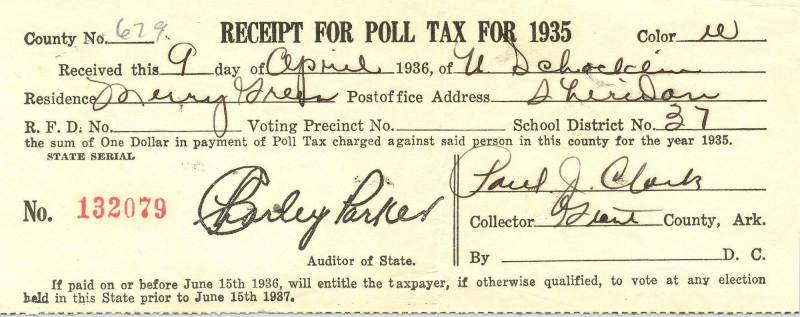 County No. 679 RECEIPT FOR POLL TAX FOR 1935 Color W
Received this 9 day of April 1936, of
Residence Merry Green Postoffice Address Sheridan
R. F. D. No. Voting Precinct No. School District No. 37
the sum of One Dollar in payment of Poll Tax charged against said person in this county for the year 1935.
STATE SERIAL
No. 132079
Charley Parker
Auditor of State.
Paul J. Clark
Collector Grant County, Ark.
By D. C.
If paid on or before June 15th 1936, will entitle the taxpayer, if otherwise qualified, to vote at any election
held in this State prior to June 15th 1937.